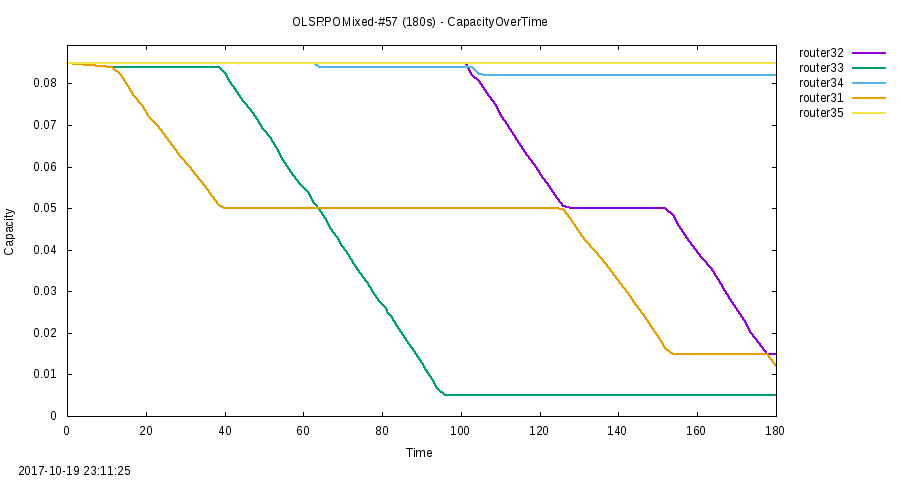 OLSRPOMixed-#57 (180s) - CapacityOverTime
router32
router33
router34
router31
router35
0.08
0.07
0.06
0.05
0.04
0.03
0.02
0.01
0
Capacity
0 20 40 60 80 100 120 140 160 180
Time
2017-10-19 23:11:25